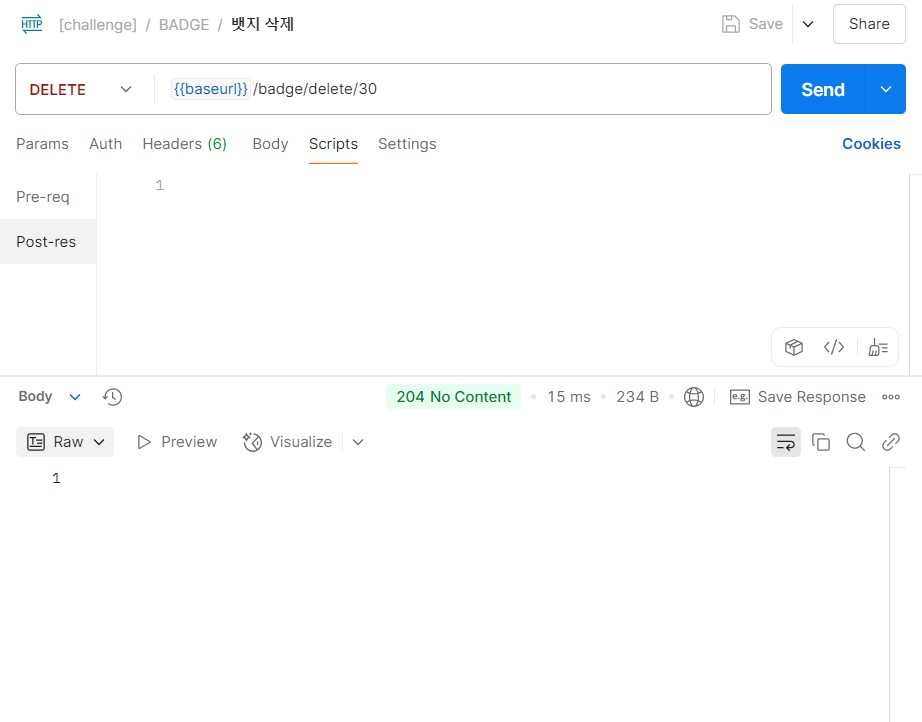 HTTP [challenge] / BADGE / 뱃지 삭제 Save Share
DELETE {{baseurl}} /badge/delete/30 Send
Params Auth Headers (6) Body Scripts Settings Cookies
Pre-req 1
Post-res
Body 204 No Content 15 ms 234 B e.g. Save Response
Raw Preview Visualize
1